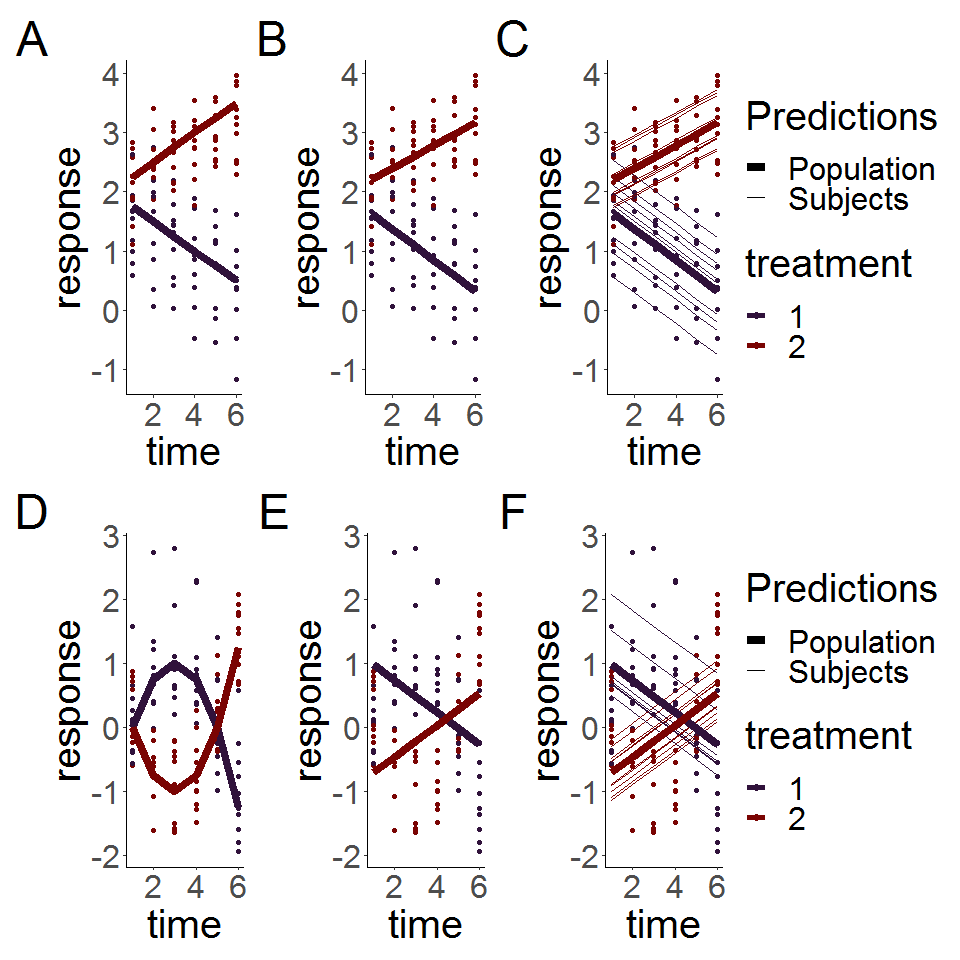 A B C
response
4
3
2
1
0
-1
2 4 6
time
response
4
3
2
1
0
-1
2 4 6
time
response
4
3
2
1
0
-1
2 4 6
time
Predictions
Population
Subjects
treatment
1
2
D E F
response
3
2
1
0
-1
-2
2 4 6
time
response
3
2
1
0
-1
-2
2 4 6
time
response
3
2
1
0
-1
-2
2 4 6
time
Predictions
Population
Subjects
treatment
1
2